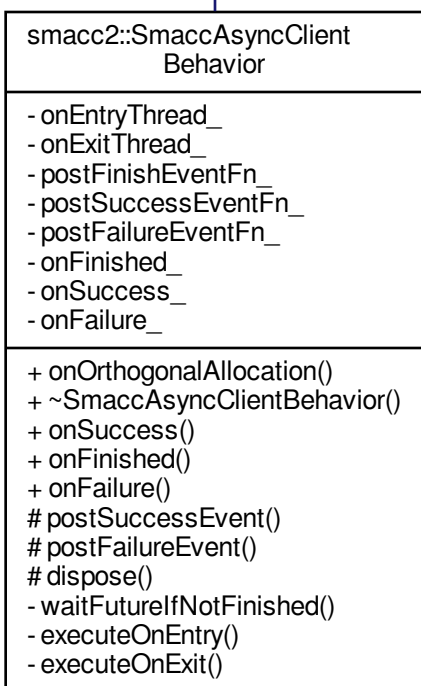 smacc2::SmaccAsyncClient
Behavior
- onEntryThread_
- onExitThread_
- postFinishEventFn_
- postSuccessEventFn_
- postFailureEventFn_
- onFinished_
- onSuccess_
- onFailure_
+ onOrthogonalAllocation()
+ ~SmaccAsyncClientBehavior()
+ onSuccess()
+ onFinished()
+ onFailure()
# postSuccessEvent()
# postFailureEvent()
# dispose()
- waitFutureIfNotFinished()
- executeOnEntry()
- executeOnExit()